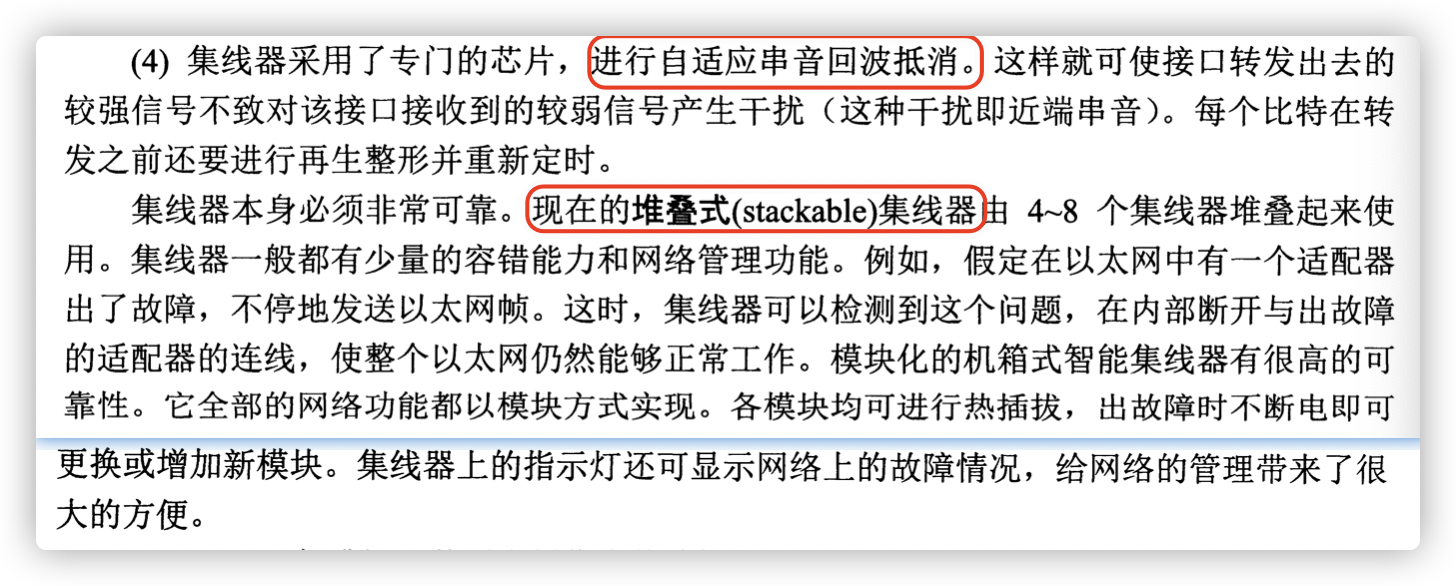 (4) 集线器采用了专门的芯片，进行自适应串音回波抵消。这样就可使接口转发出去的
较强信号不致对该接口接收到的较弱信号产生干扰（这种干扰即近端串音）。每个比特在转
发之前还要进行再生整形并重新定时。
集线器本身必须非常可靠。现在的堆叠式(stackable)集线器由 4~8 个集线器堆叠起来使
用。集线器一般都有少量的容错能力和网络管理功能。例如，假定在以太网中有一个适配器
出了故障，不停地发送以太网帧。这时，集线器可以检测到这个问题，在内部断开与出故障
的适配器的连线，使整个以太网仍然能够正常工作。模块化的机箱式智能集线器有很高的可
靠性。它全部的网络功能都以模块方式实现。各模块均可进行热插拔，出故障时不断电即可
更换或增加新模块。集线器上的指示灯还可显示网络上的故障情况，给网络的管理带来了很
大的方便。